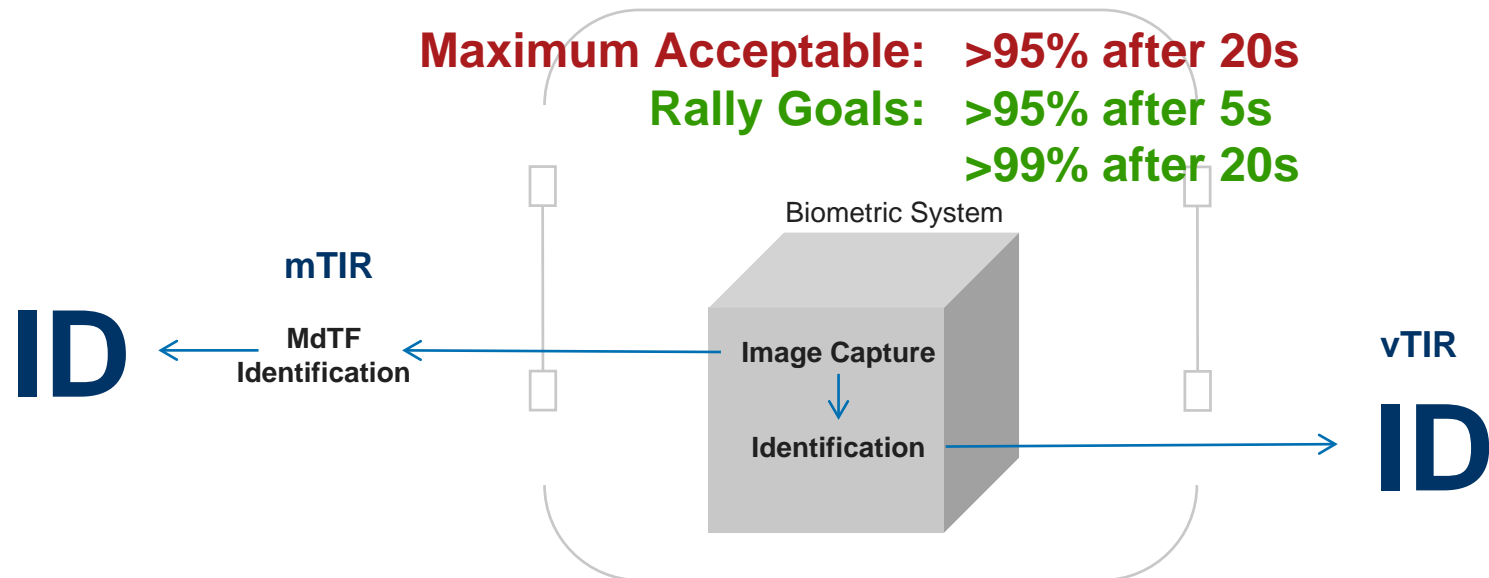 Maximum Acceptable: >95% after 20s
Rally Goals: >95% after 5s
>99% after 20s
Biometric System
mTIR
ID
MdTF
Identification
Image Capture
Identification
vTIR
ID